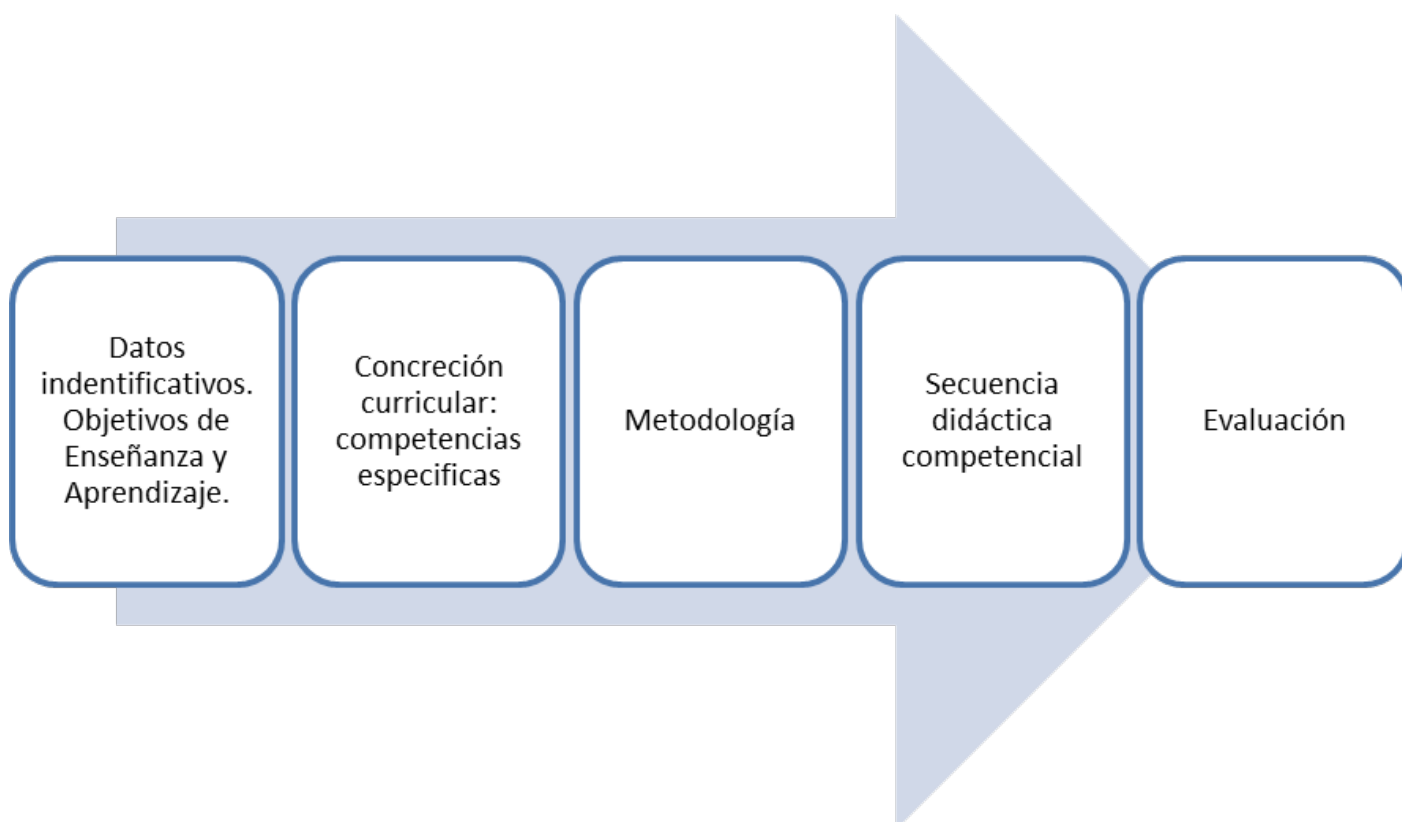 Datos
indentificativos.
Objetivos de
Enseñanza y
Aprendizaje.
Concreción
curricular:
competencias
especificas
Metodología
Secuencia
didáctica
competencial
Evaluación